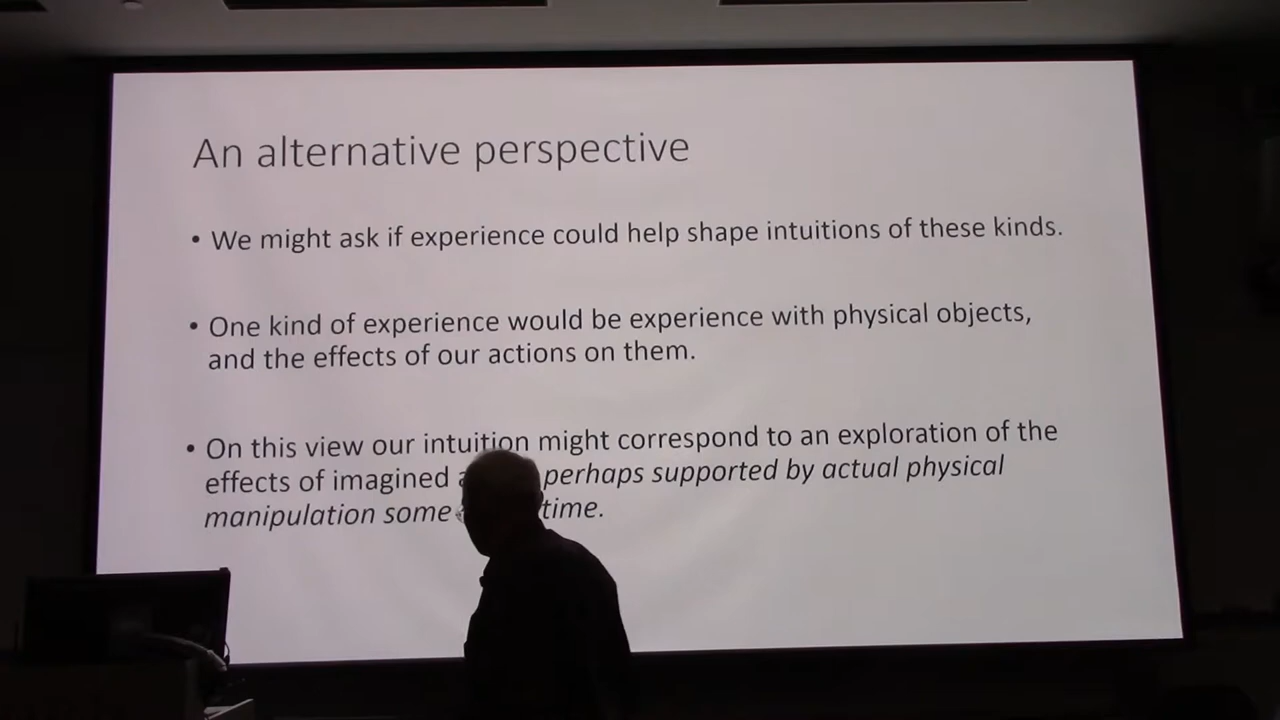 An alternative perspective
• We might ask if experience could help shape intuitions of these kinds.
• One kind of experience would be experience with physical objects,
and the effects of our actions on them.
• On this view our intuition might correspond to an exploration of the
effects of imagined perhaps supported by actual physical
manipulation some time.